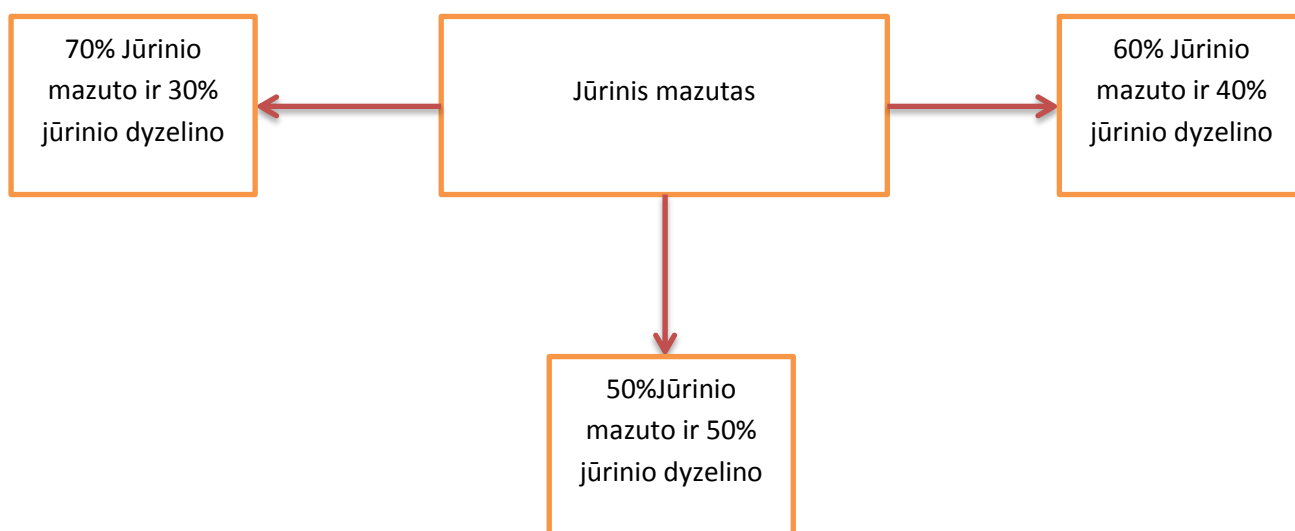 70% Jūrinio
mazuto ir 30%
jūrinio dyzelino
Jūrinis mazutas
60% Jūrinio
mazuto ir 40%
jūrinio dyzelino
50%Jūrinio
mazuto ir 50%
jūrinio dyzelino